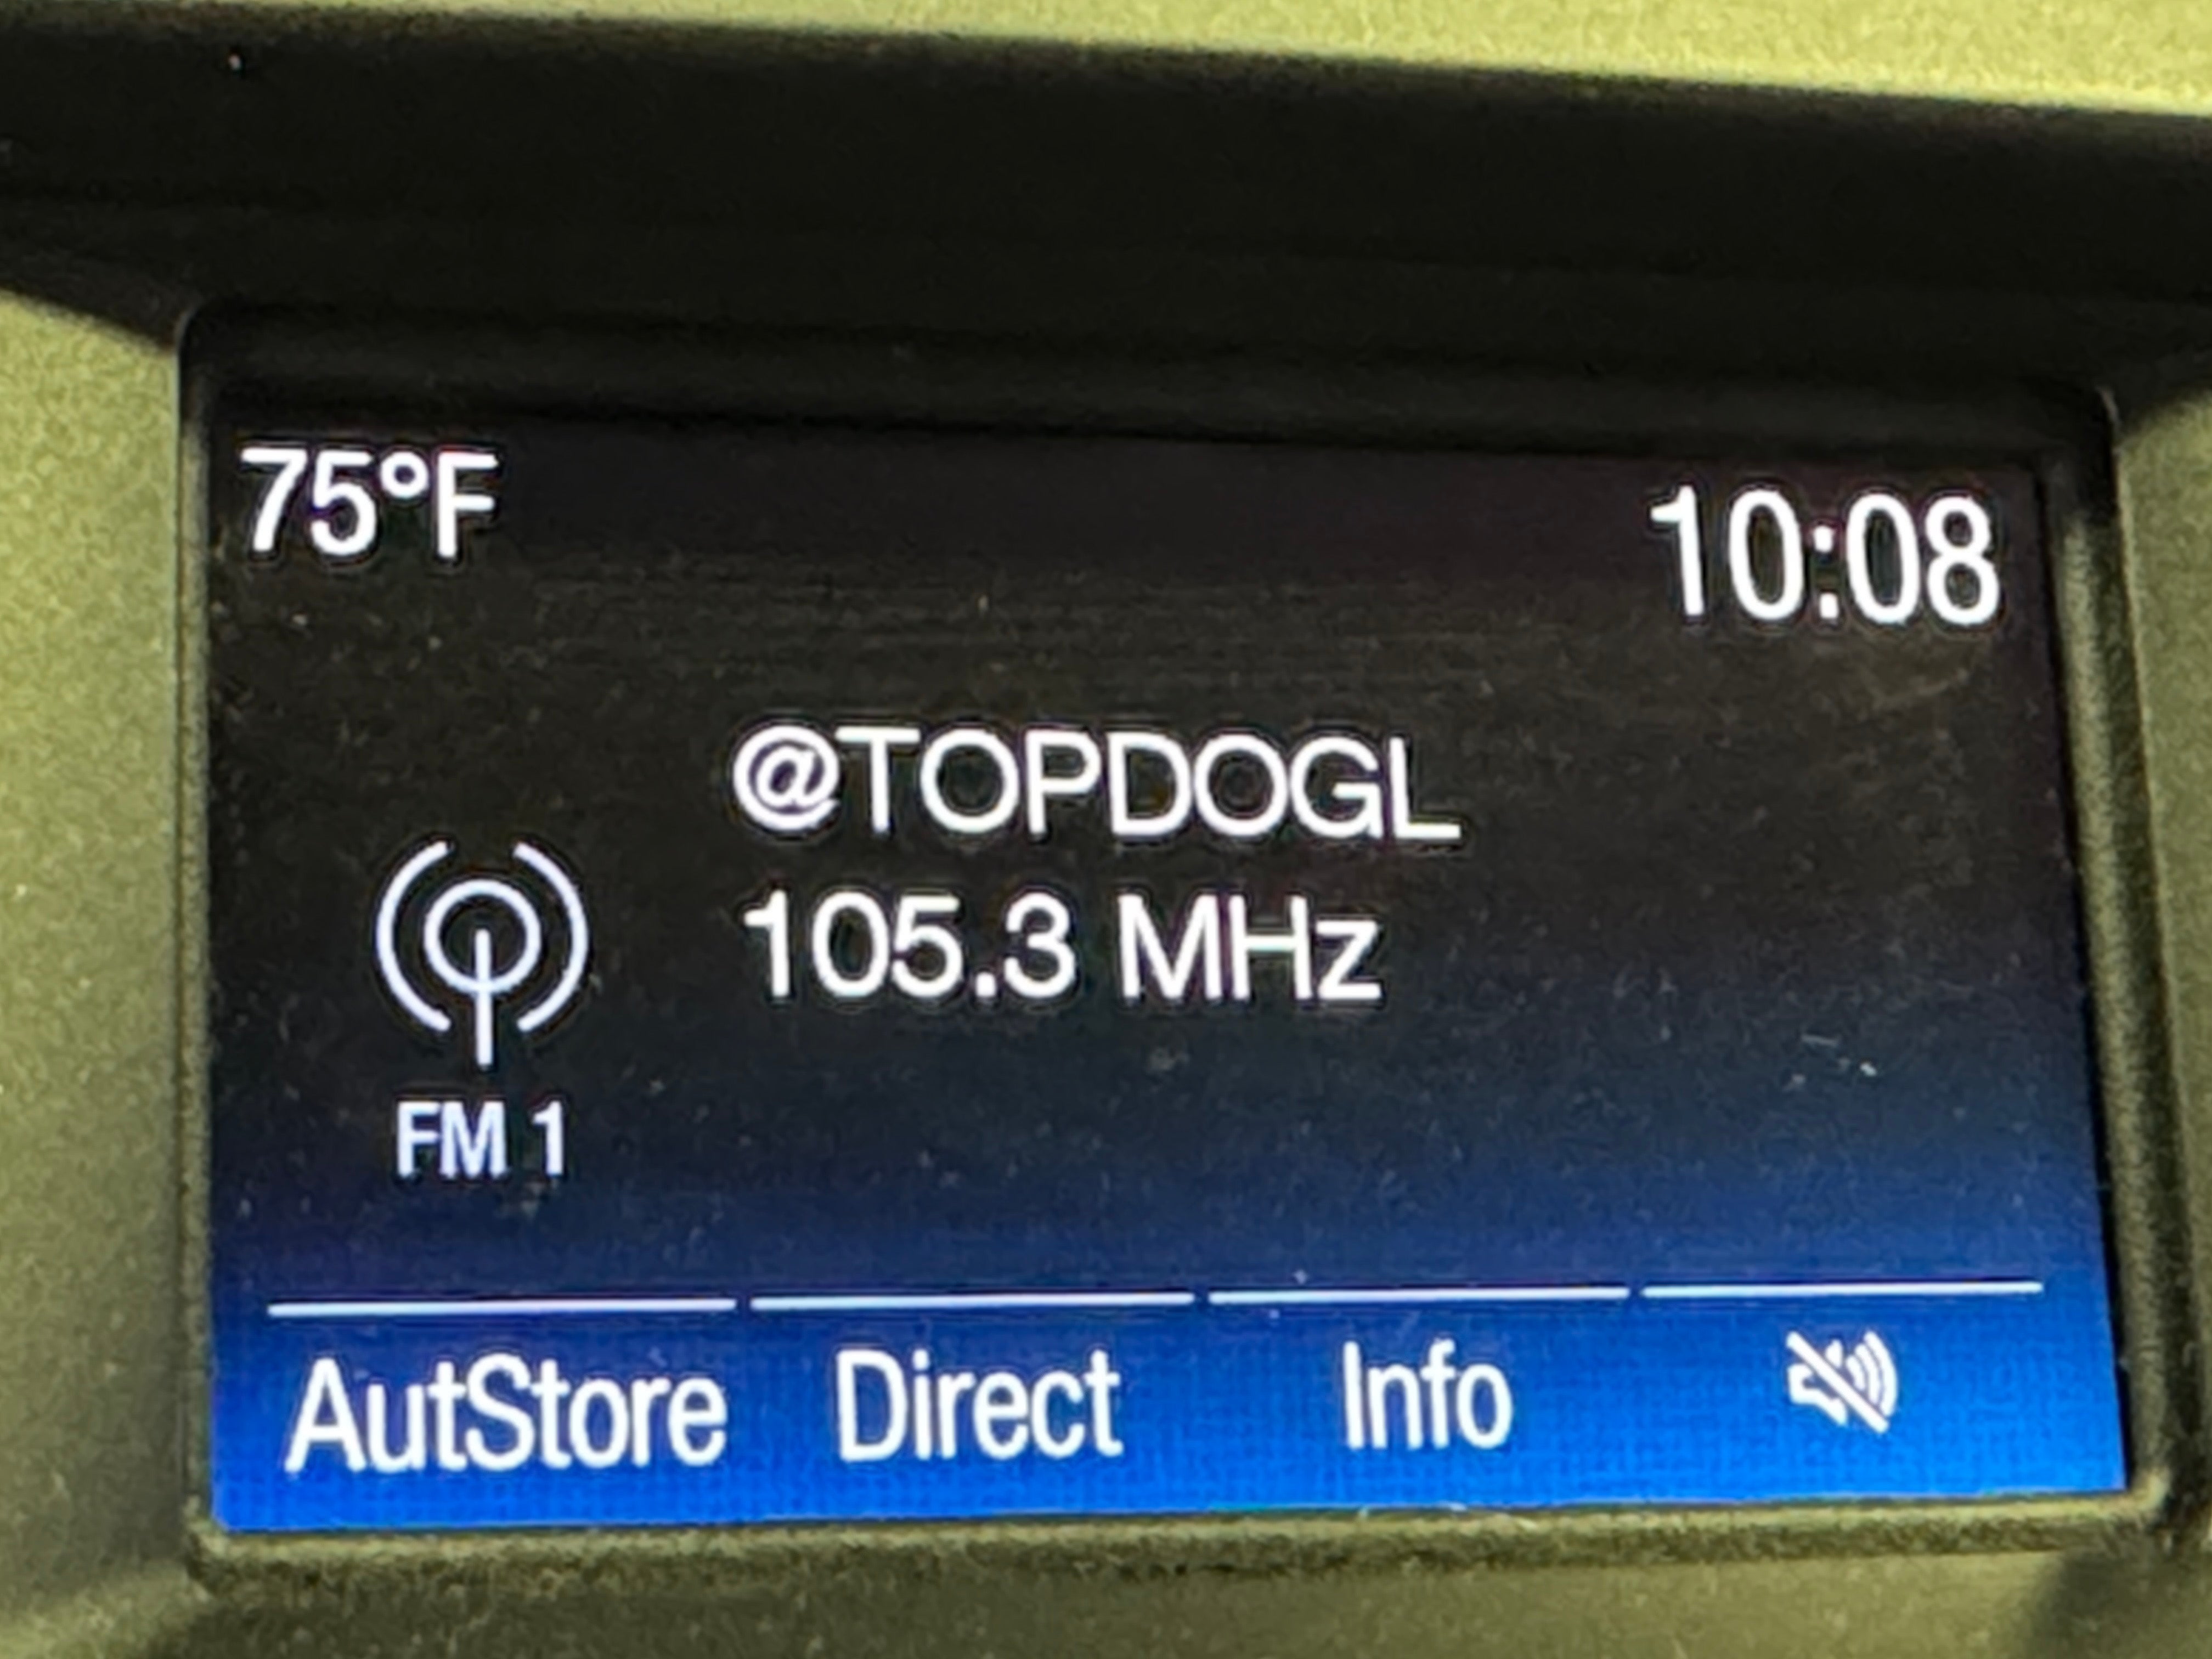 75°F
10:08
@TOPDOGL
105.3 MHz
FM 1
AutStore
Direct
Info